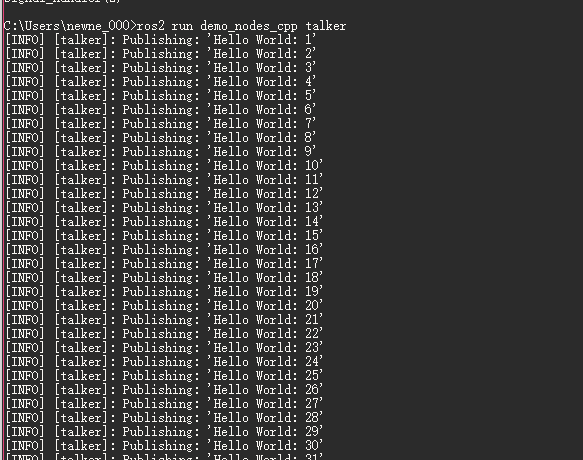 signal_handler(2)
C:\Users\newne_000>ros2 run demo_nodes_cpp talker
[INFO] [talker]: Publishing: 'Hello World: 1'
[INFO] [talker]: Publishing: 'Hello World: 2'
[INFO] [talker]: Publishing: 'Hello World: 3'
[INFO] [talker]: Publishing: 'Hello World: 4'
[INFO] [talker]: Publishing: 'Hello World: 5'
[INFO] [talker]: Publishing: 'Hello World: 6'
[INFO] [talker]: Publishing: 'Hello World: 7'
[INFO] [talker]: Publishing: 'Hello World: 8'
[INFO] [talker]: Publishing: 'Hello World: 9'
[INFO] [talker]: Publishing: 'Hello World: 10'
[INFO] [talker]: Publishing: 'Hello World: 11'
[INFO] [talker]: Publishing: 'Hello World: 12'
[INFO] [talker]: Publishing: 'Hello World: 13'
[INFO] [talker]: Publishing: 'Hello World: 14'
[INFO] [talker]: Publishing: 'Hello World: 15'
[INFO] [talker]: Publishing: 'Hello World: 16'
[INFO] [talker]: Publishing: 'Hello World: 17'
[INFO] [talker]: Publishing: 'Hello World: 18'
[INFO] [talker]: Publishing: 'Hello World: 19'
[INFO] [talker]: Publishing: 'Hello World: 20'
[INFO] [talker]: Publishing: 'Hello World: 21'
[INFO] [talker]: Publishing: 'Hello World: 22'
[INFO] [talker]: Publishing: 'Hello World: 23'
[INFO] [talker]: Publishing: 'Hello World: 24'
[INFO] [talker]: Publishing: 'Hello World: 25'
[INFO] [talker]: Publishing: 'Hello World: 26'
[INFO] [talker]: Publishing: 'Hello World: 27'
[INFO] [talker]: Publishing: 'Hello World: 28'
[INFO] [talker]: Publishing: 'Hello World: 29'
[INFO] [talker]: Publishing: 'Hello World: 30'
[INFO] [talker]: Publishing: 'Hello World: 31'